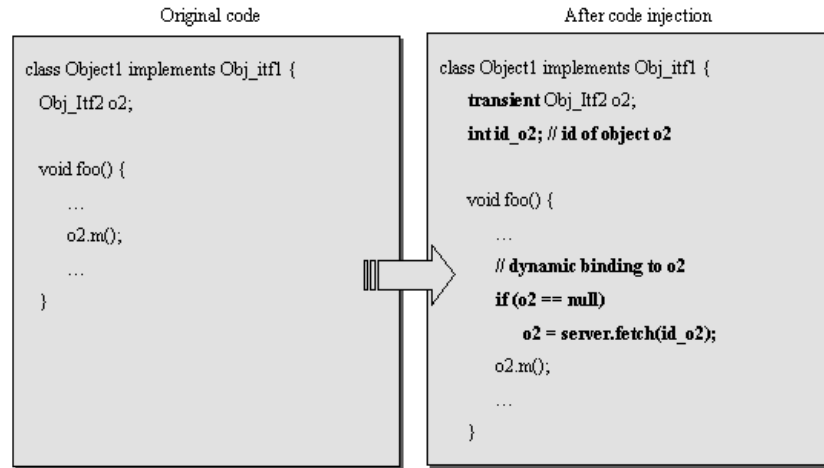 Original code
class Object1 implements Obj_itf1 {
Obj_Itf2 o2;
void foo() {
…
o2.m();
…
}
After code injection
class Object1 implements Obj_itf1 {
transient Obj_Itf2 o2;
int id_o2; // id of object o2
void foo() {
…
// dynamic binding to o2
if (o2 == null)
o2 = server.fetch(id_o2);
o2.m();
…
}